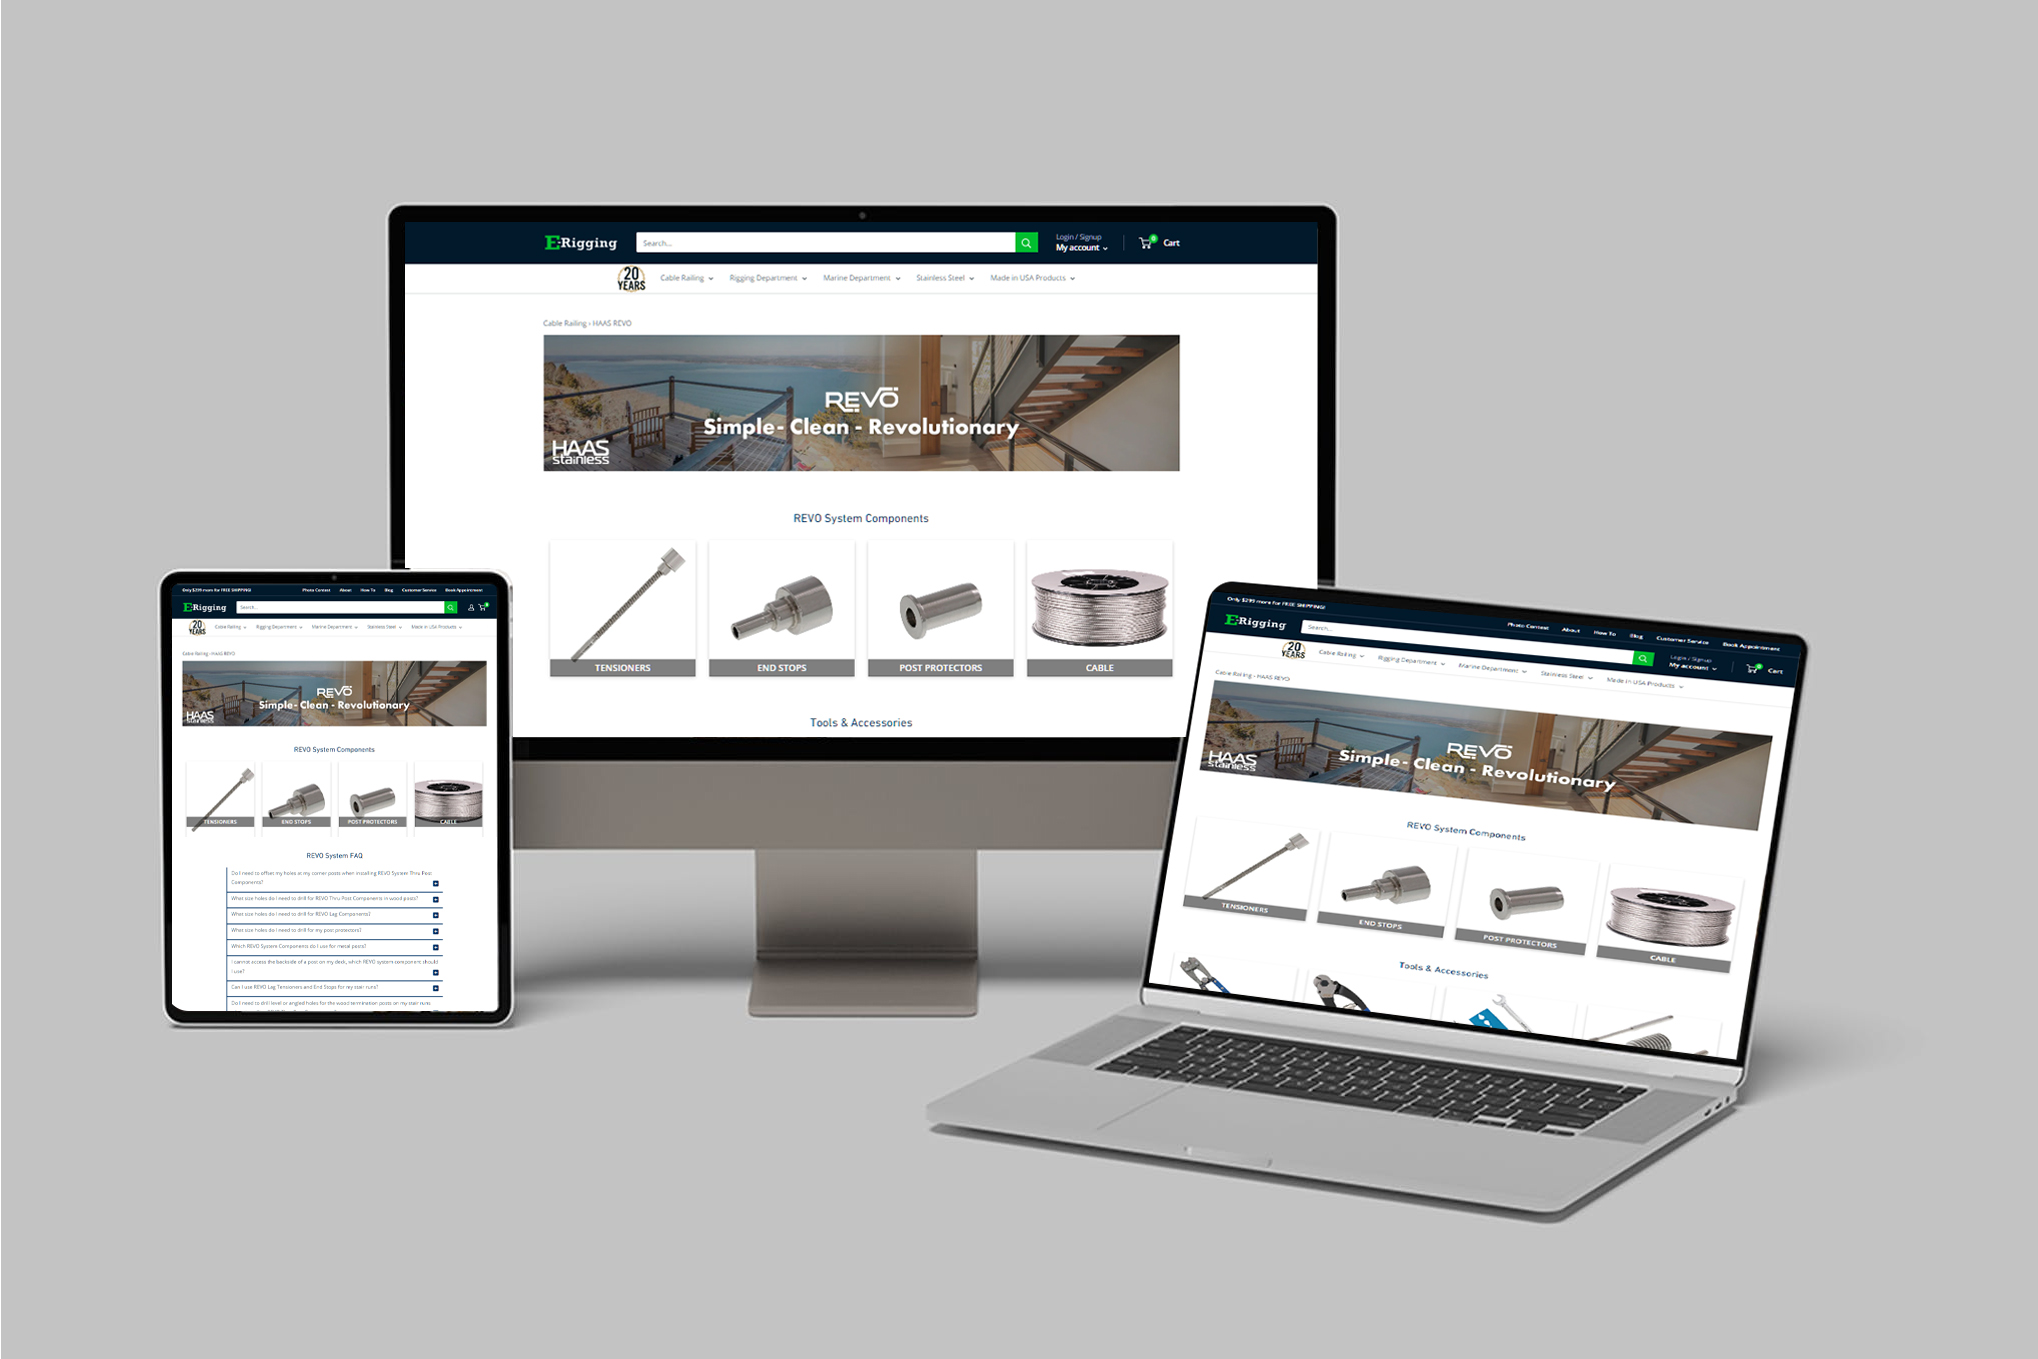 E-Rigging
Search...
Login / Signup
My account
0
Cart
20 YEARS
Cable Railing
Rigging Department
Marine Department
Stainless Steel
Made in USA Products
Cable Railing › HAAS REVO
REVO
Simple- Clean - Revolutionary
HAAS
stainless
REVO System Components
TENSIONERS
END STOPS
POST PROTECTORS
CABLE
Tools & Accessories
Only $299 more for FREE SHIPPING!
Photo Contest
About
How To
Blog
Customer Service
Book Appointment
E-Rigging
Search...
20 YEARS
Cable Railing
Rigging Department
Marine Department
Stainless Steel
Made in USA Products
Cable Railing › HAAS REVO
REVO
Simple- Clean - Revolutionary
HAAS
stainless
REVO System Components
TENSIONERS
END STOPS
POST PROTECTORS
CABLE
REVO System FAQ
Do I need to offset my holes at my corner posts when installing REVO System Thru Post
Components?
What size holes do I need to drill for REVO Thru Post Components in wood posts?
What size holes do I need to drill for REVO Lag Components?
What size holes do I need to drill for my post protectors?
Which REVO System Components do I use for metal posts?
I cannot access the backside of a post on my deck, which REVO system component should
I use?
Can I use REVO Lag Tensioners and End Stops for my stair runs?
Do I need to drill level or angled holes for the wood termination posts on my stair runs
Only $299 more for FREE SHIPPING!
Photo Contest
About
How To
Blog
Customer Service
Book Appointment
E-Rigging
Search...
Login / Signup
My account
Cart
20 YEARS
Cable Railing
Rigging Department
Marine Department
Stainless Steel
Made in USA Products
Cable Railing › HAAS REVO
REVO
Simple- Clean - Revolutionary
HAAS
stainless
REVO System Components
TENSIONERS
END STOPS
POST PROTECTORS
CABLE
Tools & Accessories